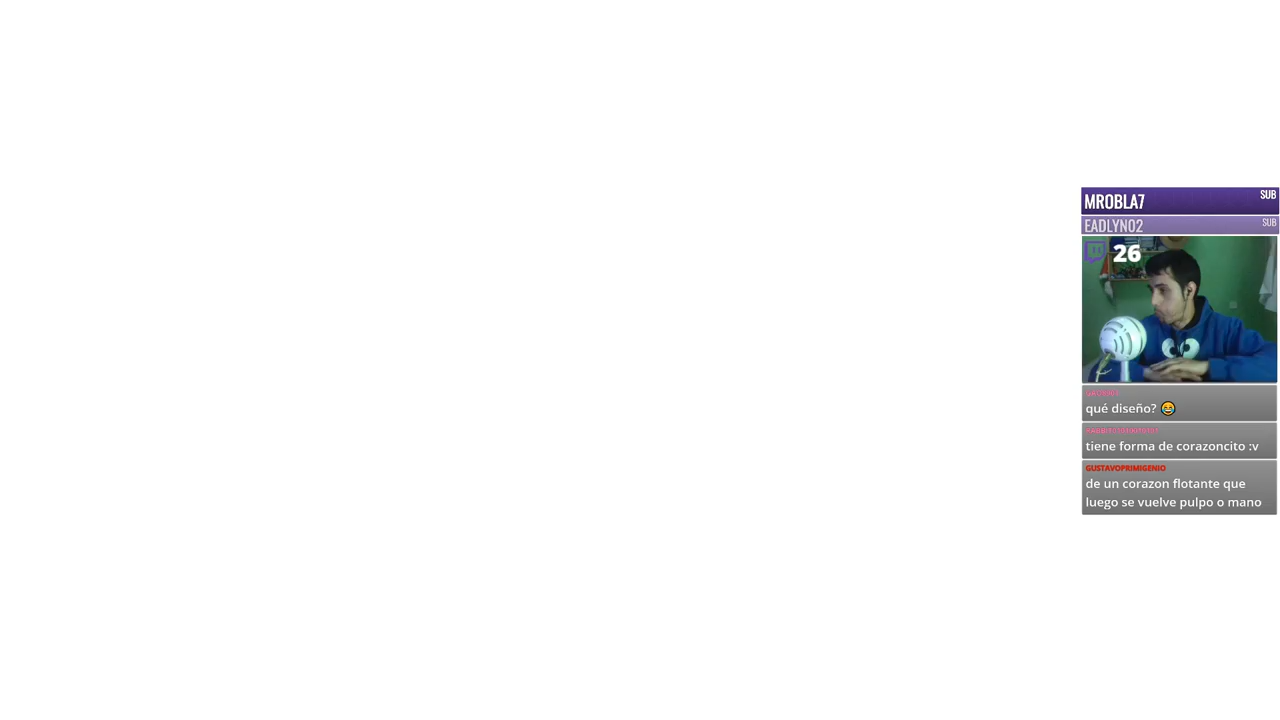 MROBLA7 SUB
EADLYN02 SUB
26
qué diseño? 😂
tiene forma de corazoncito :v
GUSTAVOPRIMIGENIO
de un corazon flotante que
luego se vuelve pulpo o mano